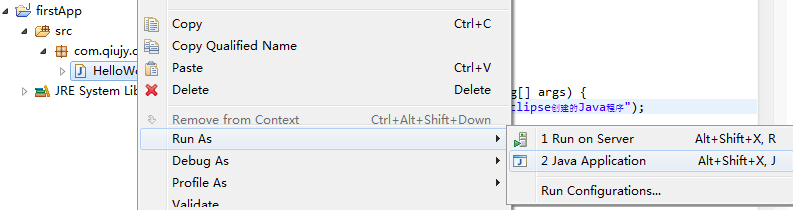 firstApp
src
com.qiujy.c
HelloWo
JRE System Lib
Copy Ctrl+C
Copy Qualified Name
Paste Ctrl+V
Delete Delete
Remove from Context Ctrl+Alt+Shift+Down
Run As
Debug As
Profile As
Validate
g[] args) {
clipse创建的Java程序");
1 Run on Server Alt+Shift+X, R
2 Java Application Alt+Shift+X, J
Run Configurations...